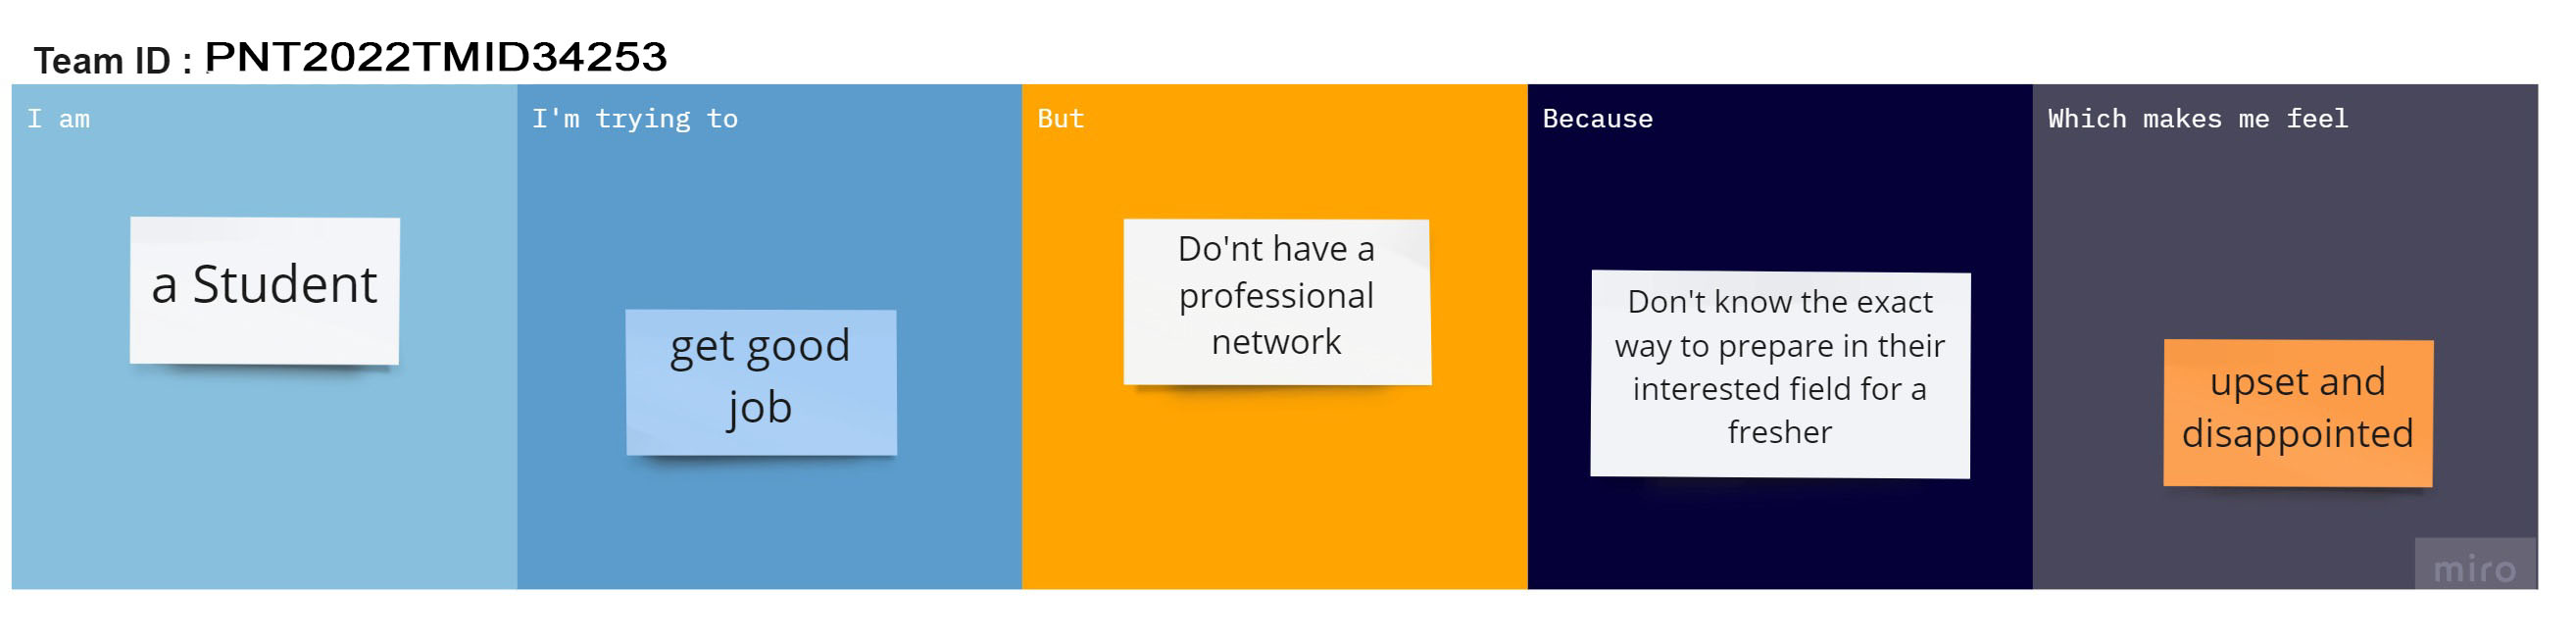 Team ID : PNT2022TMID34253
I am
a Student
I'm trying to
get good
job
But
Do'nt have a
professional
network
Because
Don't know the exact
way to prepare in their
interested field for a
fresher
Which makes me feel
upset and
disappointed
miro